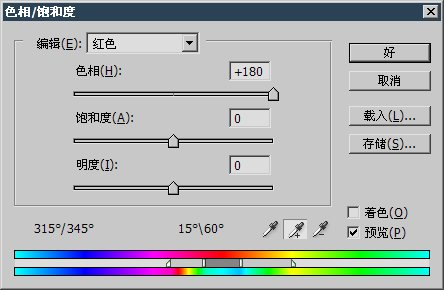 色相/饱和度
编辑(E): 红色
好
色相(H): +180
取消
饱和度(A): 0
载入(L)...
存储(S)...
明度(I): 0
315°/345° 15°\60°
着色(O)
预览(P)